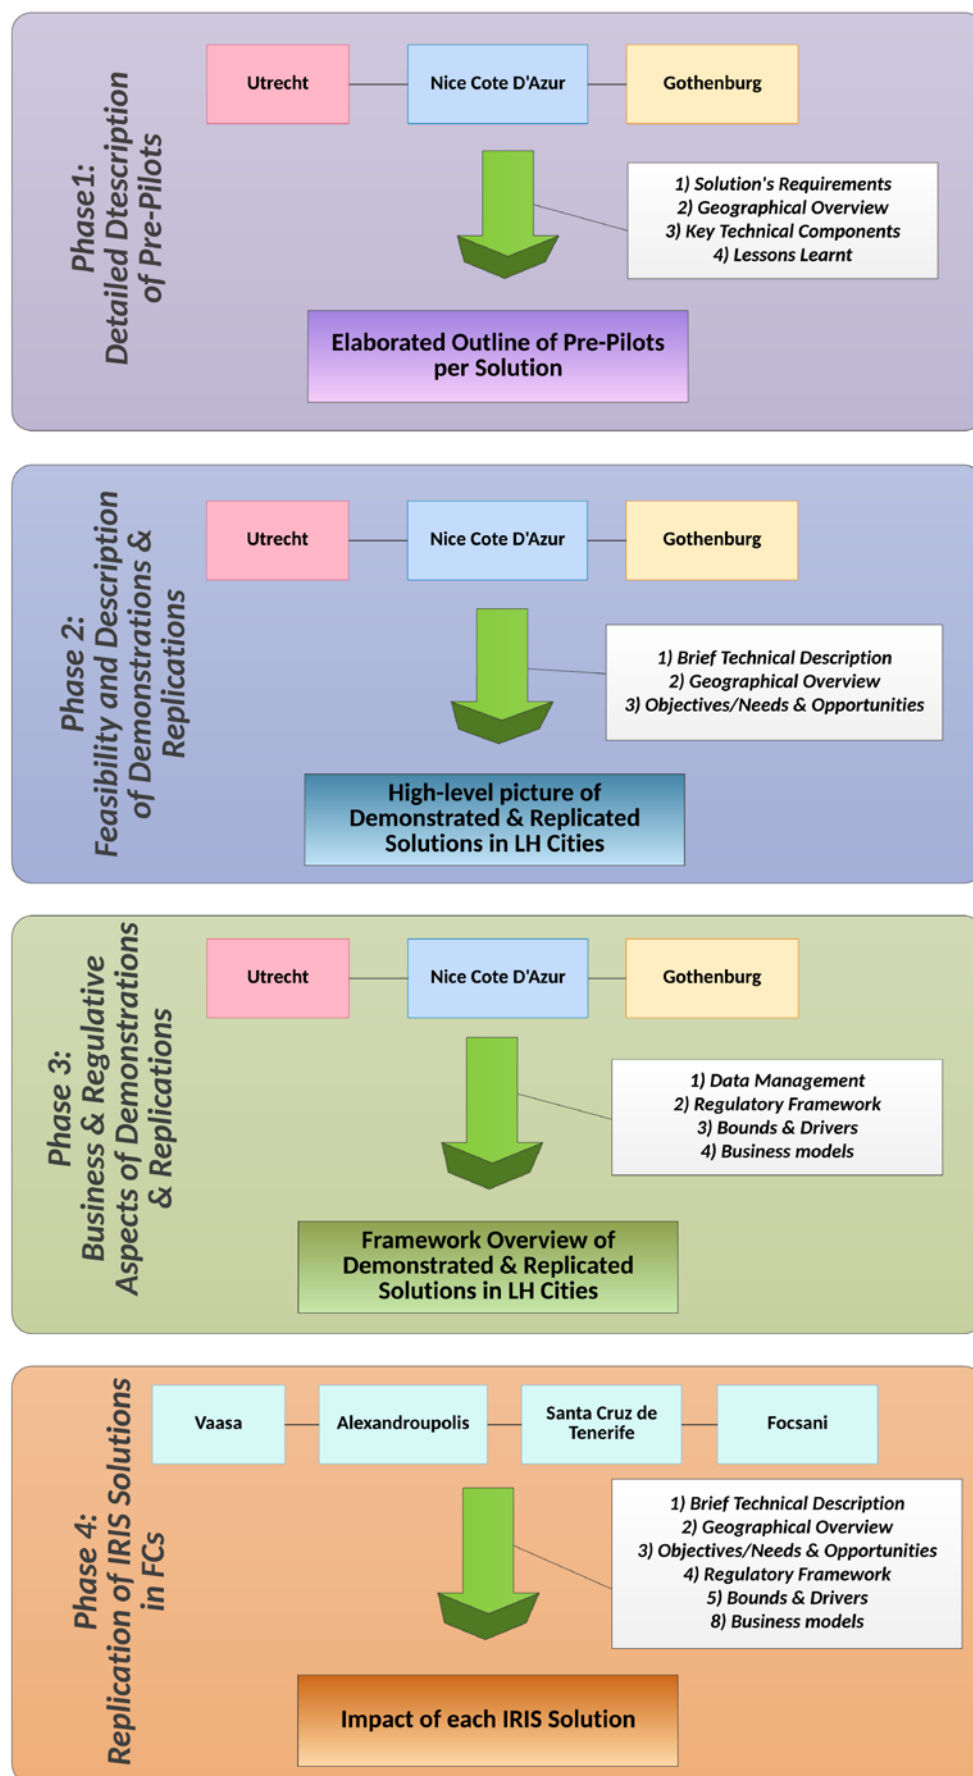 Phase1:
Detailed Dtescription
of Pre-Pilots
Utrecht
Nice Cote D'Azur
Gothenburg
1) Solution's Requirements
2) Geographical Overview
3) Key Technical Components
4) Lessons Learnt
Elaborated Outline of Pre-Pilots
per Solution
Phase 2:
Feasibility and Description
of Demonstrations &
Replications
Utrecht
Nice Cote D'Azur
Gothenburg
1) Brief Technical Description
2) Geographical Overview
3) Objectives/Needs & Opportunities
High-level picture of
Demonstrated & Replicated
Solutions in LH Cities
Phase 3:
Business & Regulative
Aspects of Demonstrations
& Replications
Utrecht
Nice Cote D'Azur
Gothenburg
1) Data Management
2) Regulatory Framework
3) Bounds & Drivers
4) Business models
Framework Overview of
Demonstrated & Replicated
Solutions in LH Cities
Phase 4:
Replication of IRIS Solutions
in FCs
Vaasa
Alexandroupolis
Santa Cruz de
Tenerife
Focsani
1) Brief Technical Description
2) Geographical Overview
3) Objectives/Needs & Opportunities
4) Regulatory Framework
5) Bounds & Drivers
8) Business models
Impact of each IRIS Solution